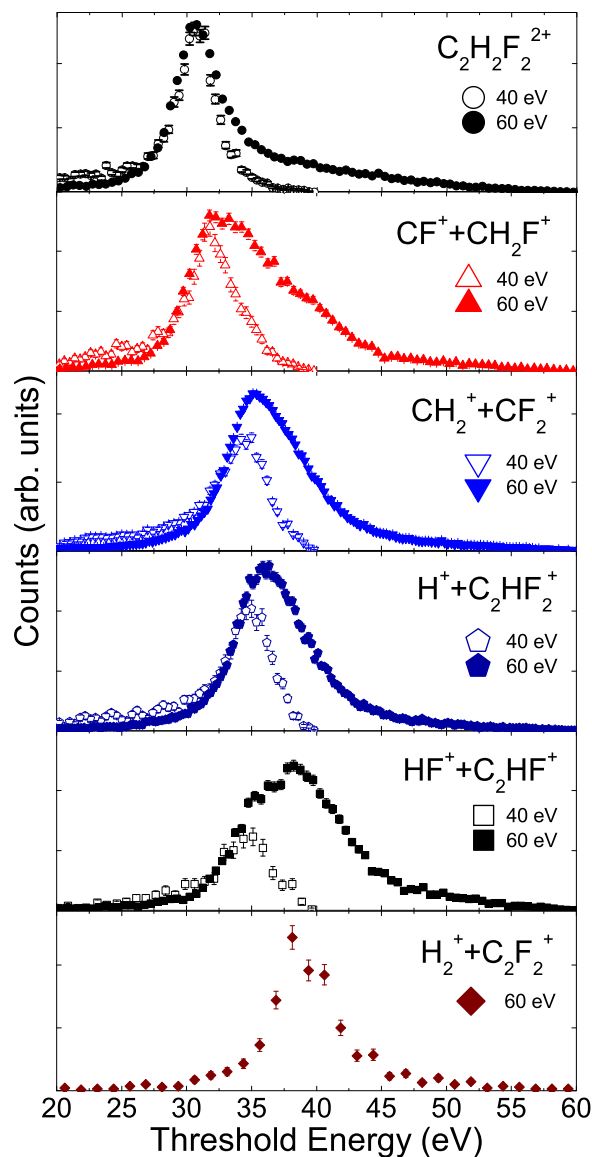 C₂H₂F₂²⁺
40 eV
60 eV
CF⁺+CH₂F⁺
40 eV
60 eV
CH₂⁺+CF₂⁺
40 eV
60 eV
Counts (arb. units)
H⁺+C₂HF₂⁺
40 eV
60 eV
HF⁺+C₂HF⁺
40 eV
60 eV
H₂⁺+C₂F₂⁺
60 eV
20 25 30 35 40 45 50 55 60
Threshold Energy (eV)